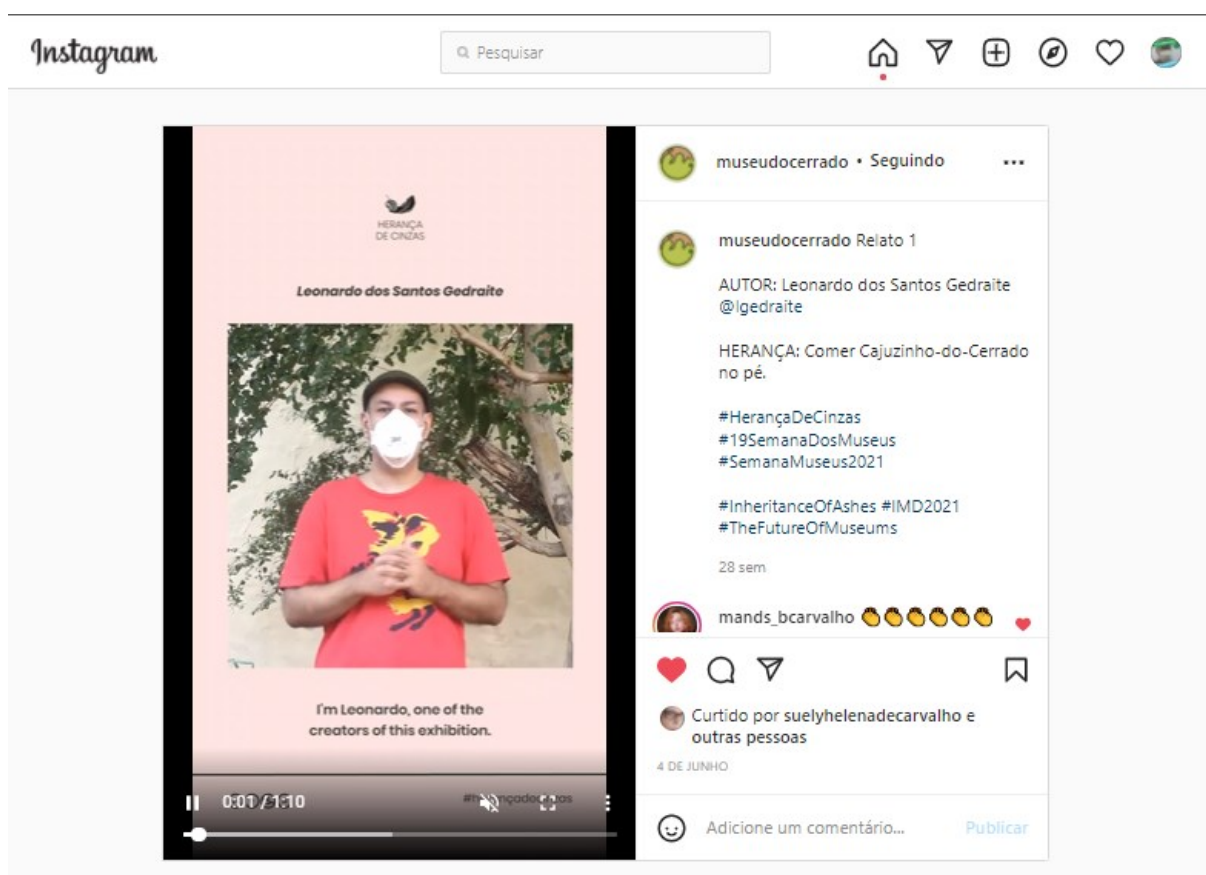 Instagram
Pesquisar
HERANÇA
DE CINZAS
Leonardo dos Santos Gedraite
I'm Leonardo, one of the
creators of this exhibition.
0:01 / 1:10
museudocerrado • Seguindo
museudocerrado Relato 1
AUTOR: Leonardo dos Santos Gedraite
@lgedraite
HERANÇA: Comer Cajuzinho-do-Cerrado
no pé.
#HerançaDeCinzas
#19SemanaDosMuseus
#SemanaMuseus2021
#InheritanceOfAshes #IMD2021
#TheFutureOfMuseums
28 sem
mands_bcarvalho 👏👏👏👏👏👏
Curtido por suelyhelenadecarvalho e
outras pessoas
4 DE JUNHO
Adicione um comentário...
Publicar